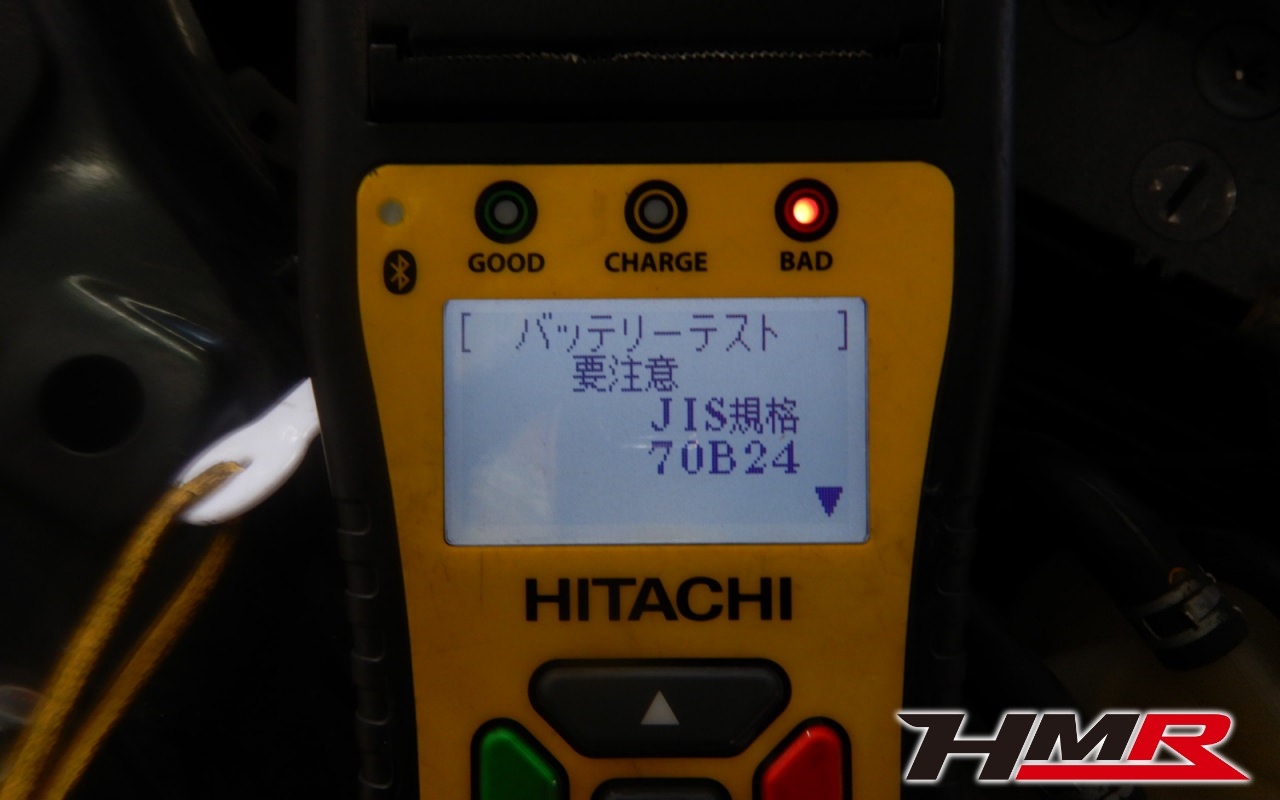 GOOD CHARGE BAD
[ バッテリーテスト ]
要注意
JIS規格
70B24
HITACHI
HMR